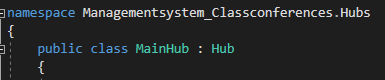 namespace Managementsystem_Classconferences.Hubs
{
public class MainHub : Hub
{